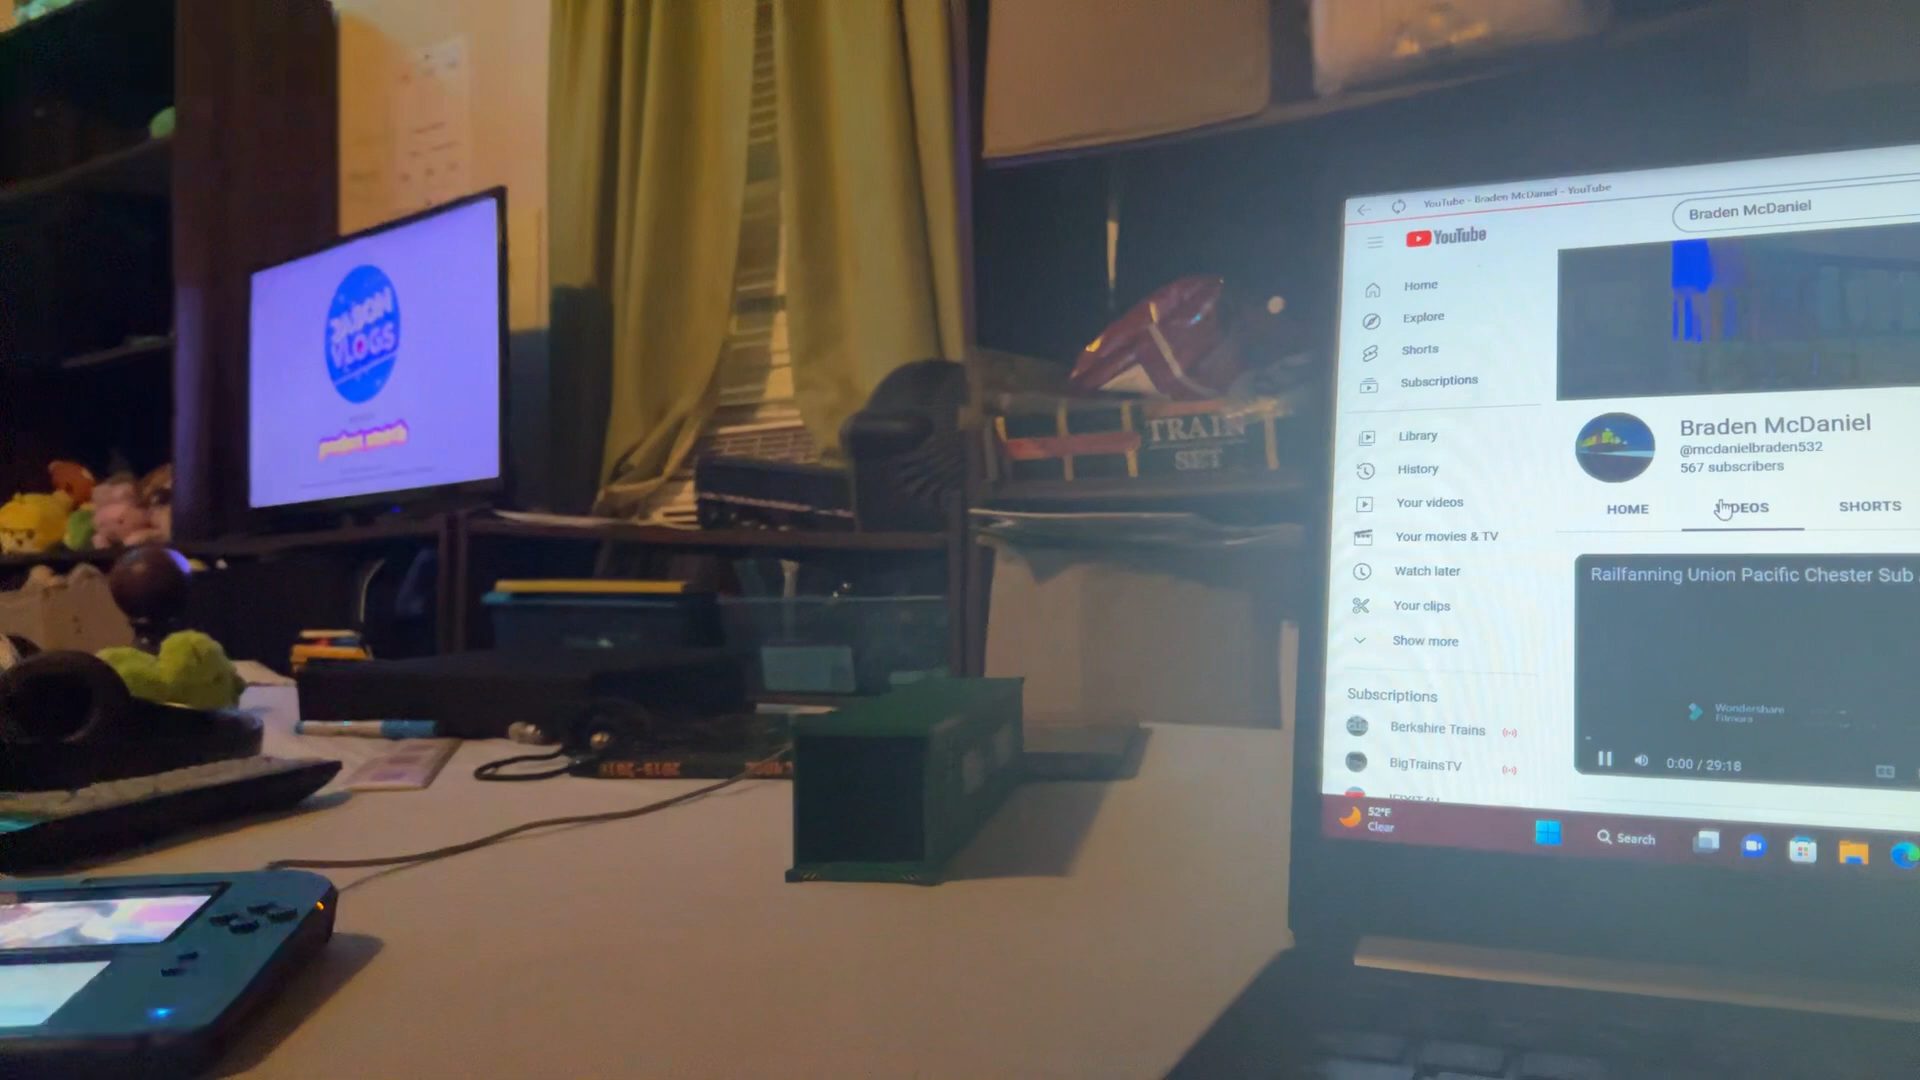 JASOM
VLOGS
TRAIN
SET
YouTube - Braden McDaniel - YouTube
Braden McDaniel
YouTube
Home
Explore
Shorts
Subscriptions
Library
History
Your videos
Your movies & TV
Watch later
Your clips
Show more
Subscriptions
Berkshire Trains
BigTrainsTV
Braden McDaniel
@mcdanielbraden532
567 subscribers
HOME
SHORTS
Railfanning Union Pacific Chester Sub
Wondershare
Filmora
0:00 / 29:18
52°F
Clear
Search